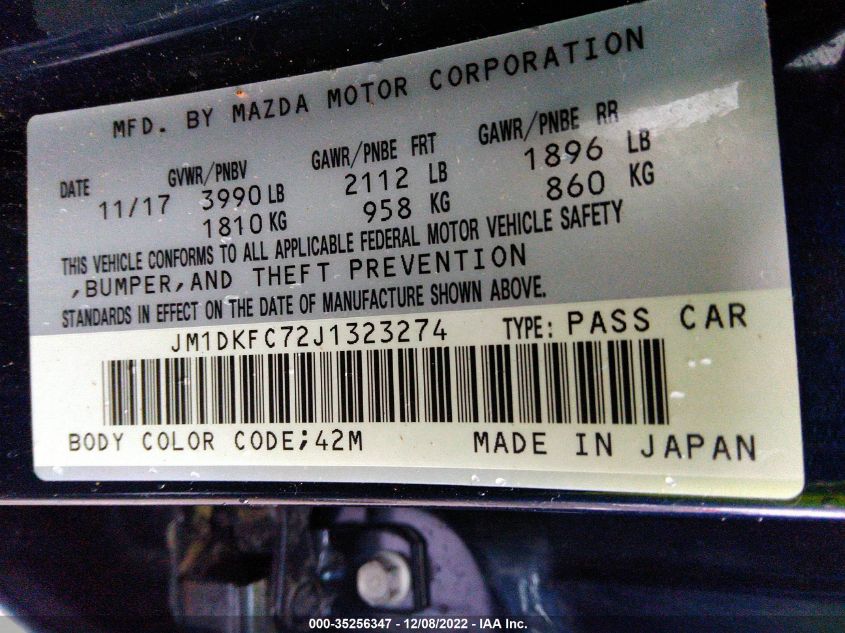 MFD. BY MAZDA MOTOR CORPORATION
DATE GVWR/PNBV GAWR/PNBE FRT GAWR/PNBE RR
11/17 3990 LB 2112 LB 1896 LB
1810 KG 958 KG 860 KG
THIS VEHICLE CONFORMS TO ALL APPLICABLE FEDERAL MOTOR VEHICLE SAFETY
,BUMPER,AND THEFT PREVENTION
STANDARDS IN EFFECT ON THE DATE OF MANUFACTURE SHOWN ABOVE.
JM1DKFC72J1323274 TYPE: PASS CAR
BODY COLOR CODE;42M MADE IN JAPAN
000-35256347 - 12/08/2022 - IAA Inc.